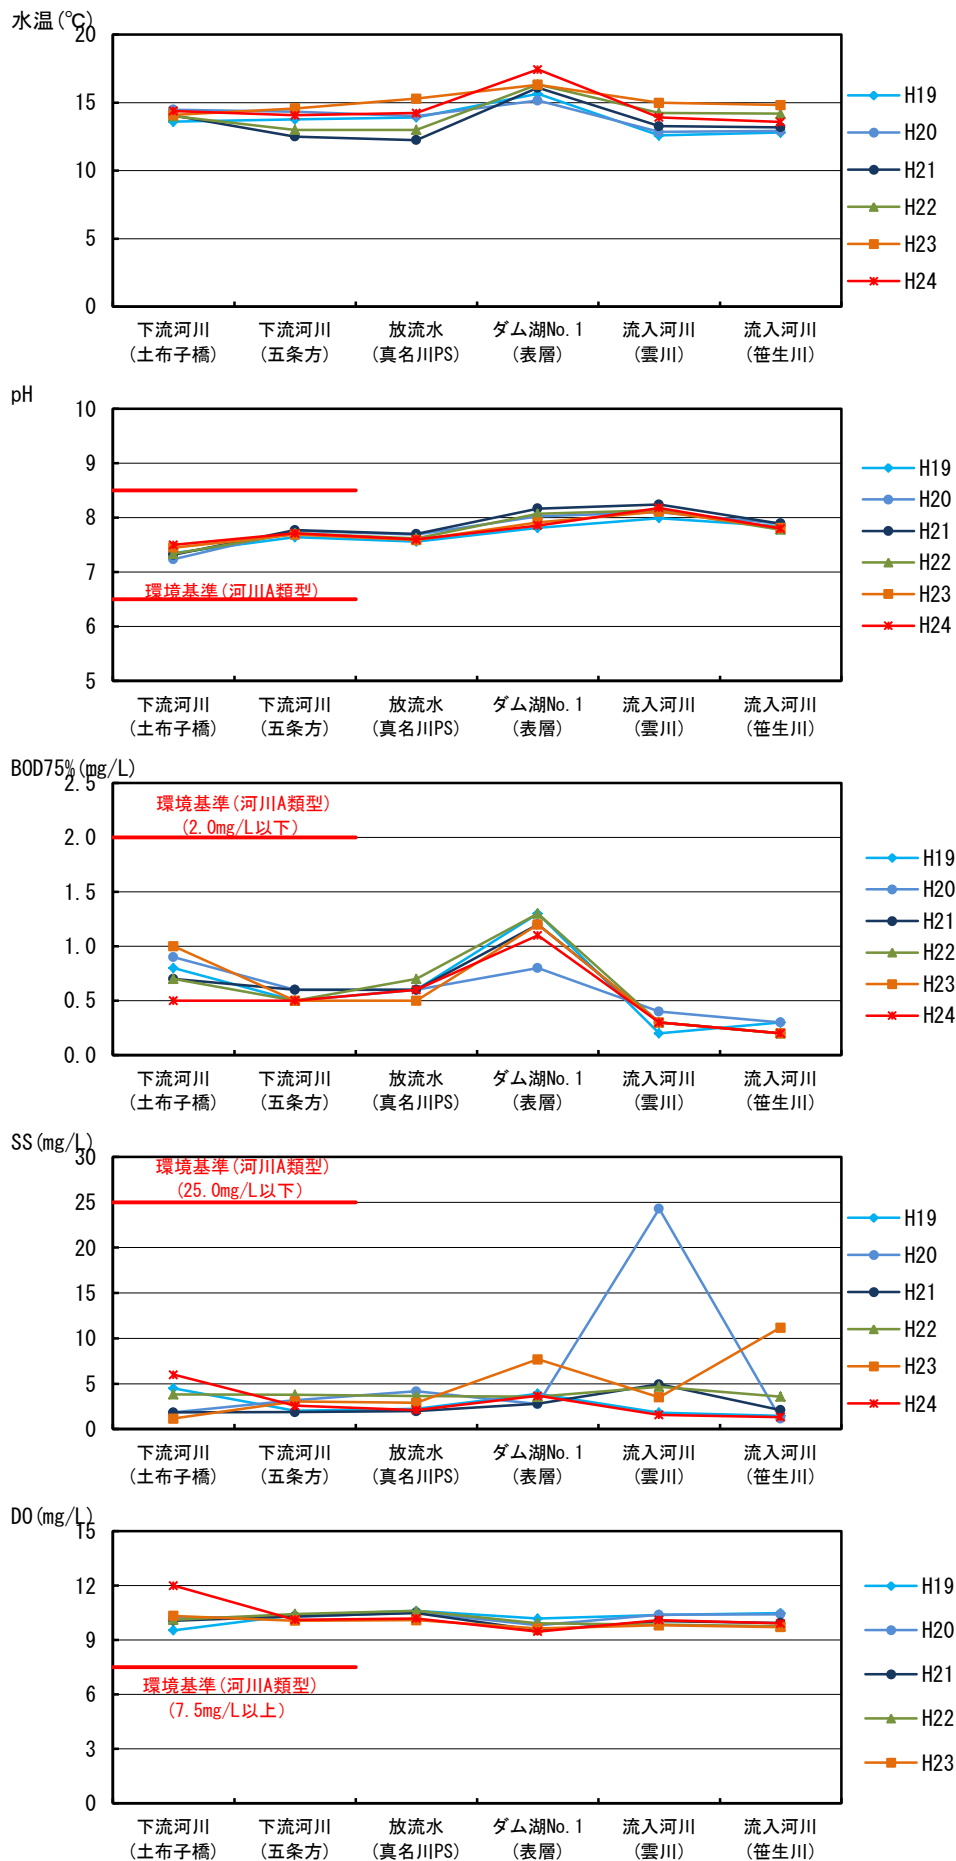 水温(℃)
20
15
10
5
0
H19
H20
H21
H22
H23
H24
下流河川 下流河川 放流水 ダム湖No.1 流入河川 流入河川
(土布子橋) (五条方) (真名川PS) (表層) (雲川) (笹生川)
pH
10
9
8
7
6
5
環境基準(河川A類型)
H19
H20
H21
H22
H23
H24
下流河川 下流河川 放流水 ダム湖No.1 流入河川 流入河川
(土布子橋) (五条方) (真名川PS) (表層) (雲川) (笹生川)
BOD75%(mg/L)
2.5
2.0
1.5
1.0
0.5
0.0
環境基準(河川A類型)
(2.0mg/L以下)
H19
H20
H21
H22
H23
H24
下流河川 下流河川 放流水 ダム湖No.1 流入河川 流入河川
(土布子橋) (五条方) (真名川PS) (表層) (雲川) (笹生川)
SS(mg/L)
30
25
20
15
10
5
0
環境基準(河川A類型)
(25.0mg/L以下)
H19
H20
H21
H22
H23
H24
下流河川 下流河川 放流水 ダム湖No.1 流入河川 流入河川
(土布子橋) (五条方) (真名川PS) (表層) (雲川) (笹生川)
DO(mg/L)
15
12
9
6
3
0
環境基準(河川A類型)
(7.5mg/L以上)
H19
H20
H21
H22
H23
下流河川 下流河川 放流水 ダム湖No.1 流入河川 流入河川
(土布子橋) (五条方) (真名川PS) (表層) (雲川) (笹生川)